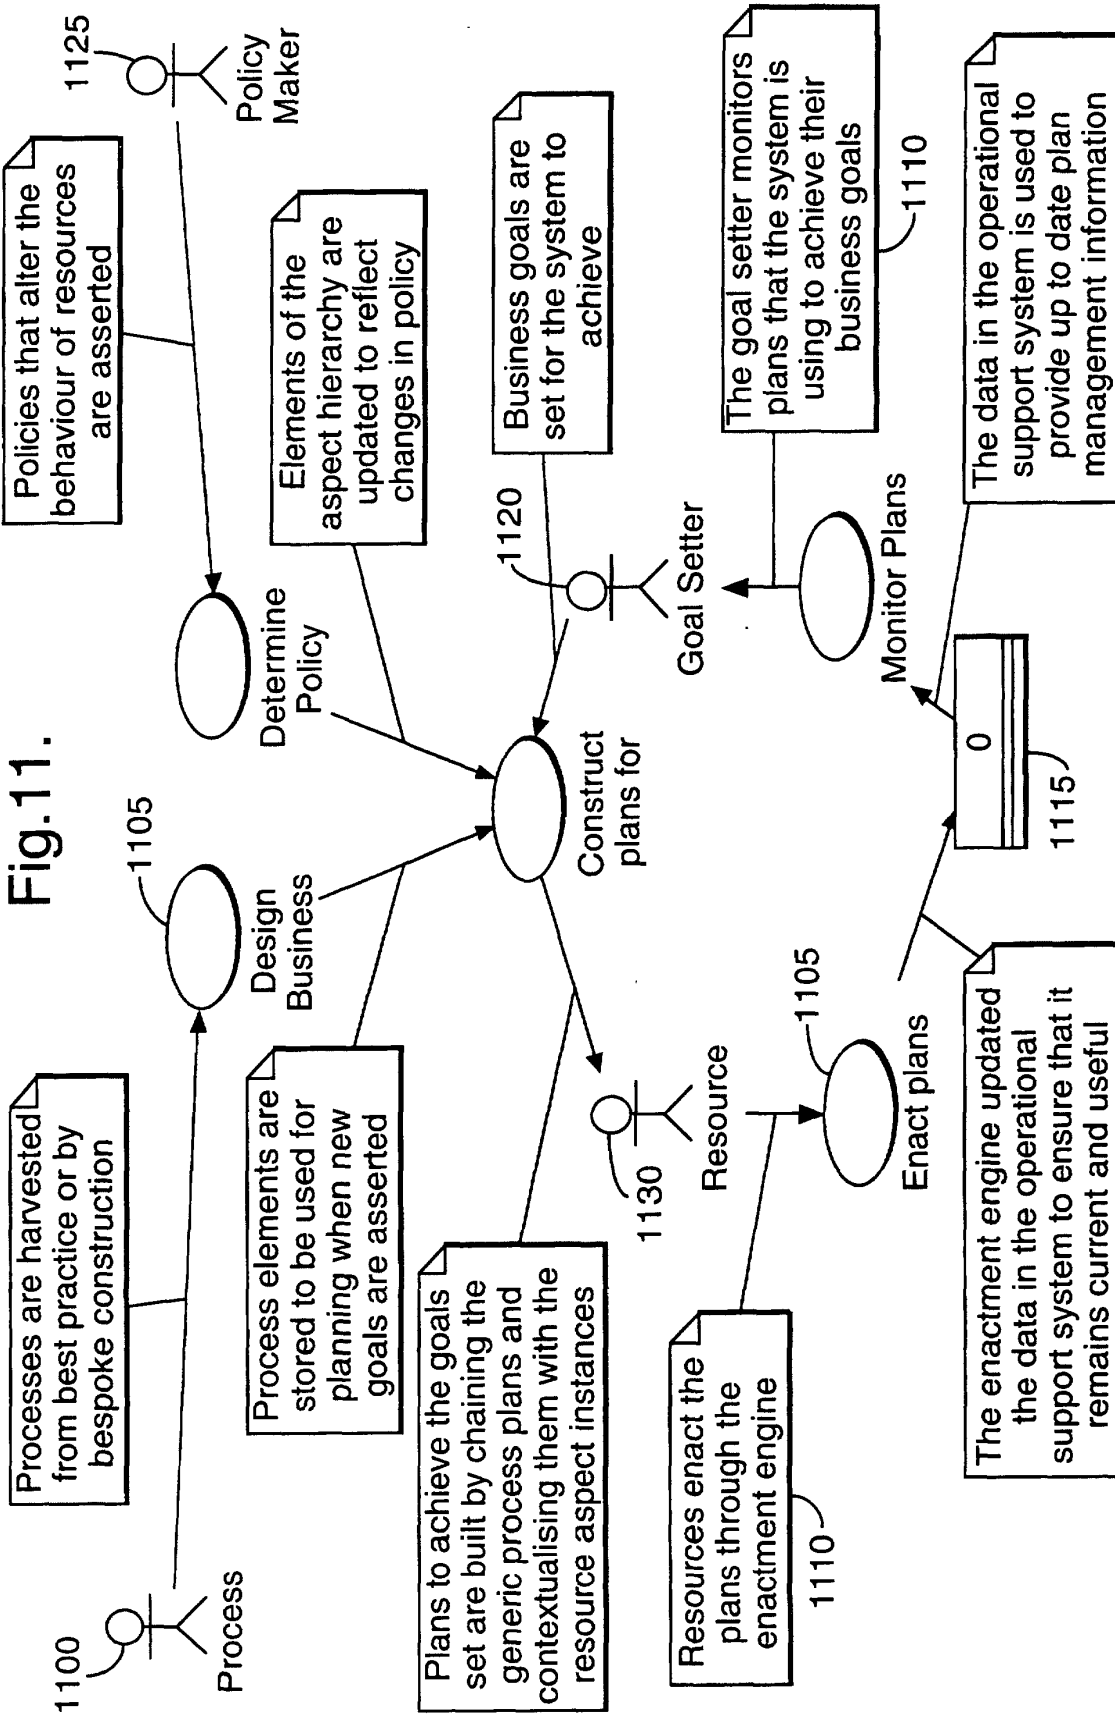 Fig.11.
1100
Process
Processes are harvested
from best practice or by
bespoke construction
1105
Design
Business
Policies that alter the
behaviour of resources
are asserted
1125
Policy
Maker
Determine
Policy
Process elements are
stored to be used for
planning when new
goals are asserted
Elements of the
aspect hierarchy are
updated to reflect
changes in policy
Plans to achieve the goals
set are built by chaining the
generic process plans and
contextualising them with the
resource aspect instances
Construct
plans for
Business goals are
set for the system to
achieve
1120
Goal Setter
1130
Resource
Resources enact the
plans through the
enactment engine
1110
1105
Enact plans
The goal setter monitors
plans that the system is
using to achieve their
business goals
1110
Monitor Plans
The enactment engine updated
the data in the operational
support system to ensure that it
remains current and useful
0
1115
The data in the operational
support system is used to
provide up to date plan
management information